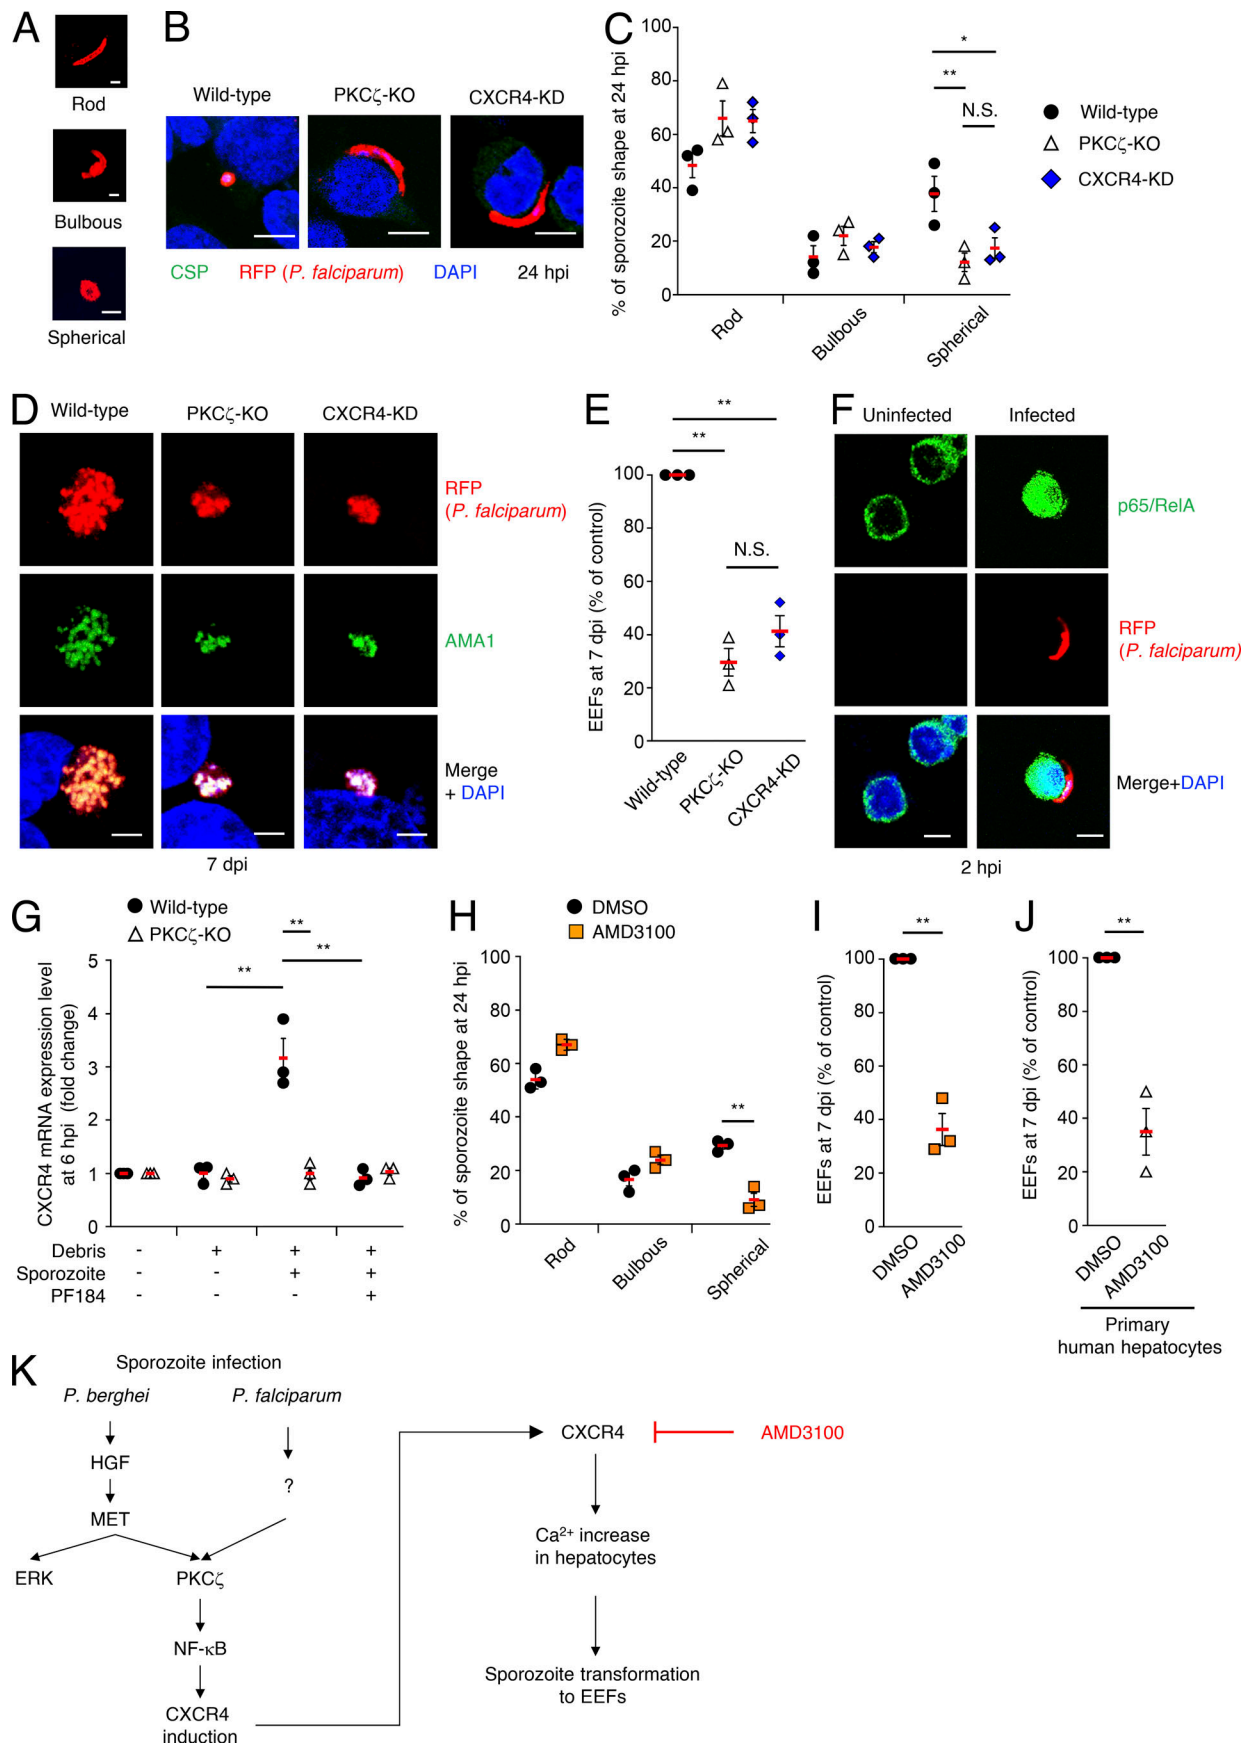 A
Rod
Bulbous
Spherical
B
Wild-type PKCζ-KO CXCR4-KD
CSP RFP (P. falciparum) DAPI 24 hpi
C
% of sporozoite shape at 24 hpi
100
80
60
40
20
0
Rod Bulbous Spherical
*
**
N.S.
Wild-type
PKCζ-KO
CXCR4-KD
D
Wild-type PKCζ-KO CXCR4-KD
RFP
(P. falciparum)
AMA1
Merge
+ DAPI
7 dpi
E
EEFs at 7 dpi (% of control)
**
**
N.S.
100
80
60
40
20
0
Wild-type PKCζ-KO CXCR4-KD
F
Uninfected Infected
p65/RelA
RFP
(P. falciparum)
Merge+DAPI
2 hpi
G
Wild-type
PKCζ-KO
CXCR4 mRNA expression level
at 6 hpi (fold change)
**
**
**
5
4
3
2
1
0
Debris - + + +
Sporozoite - - + +
PF184 - - - +
H
DMSO
AMD3100
% of sporozoite shape at 24 hpi
100
80
60
40
20
0
**
Rod Bulbous Spherical
I
EEFs at 7 dpi (% of control)
**
100
80
60
40
20
0
DMSO AMD3100
J
EEFs at 7 dpi (% of control)
**
100
80
60
40
20
0
DMSO AMD3100
Primary
human hepatocytes
K
Sporozoite infection
P. berghei P. falciparum
HGF
?
MET
ERK PKCζ
NF-κB
CXCR4
induction
CXCR4 AMD3100
Ca²⁺ increase
in hepatocytes
Sporozoite transformation
to EEFs